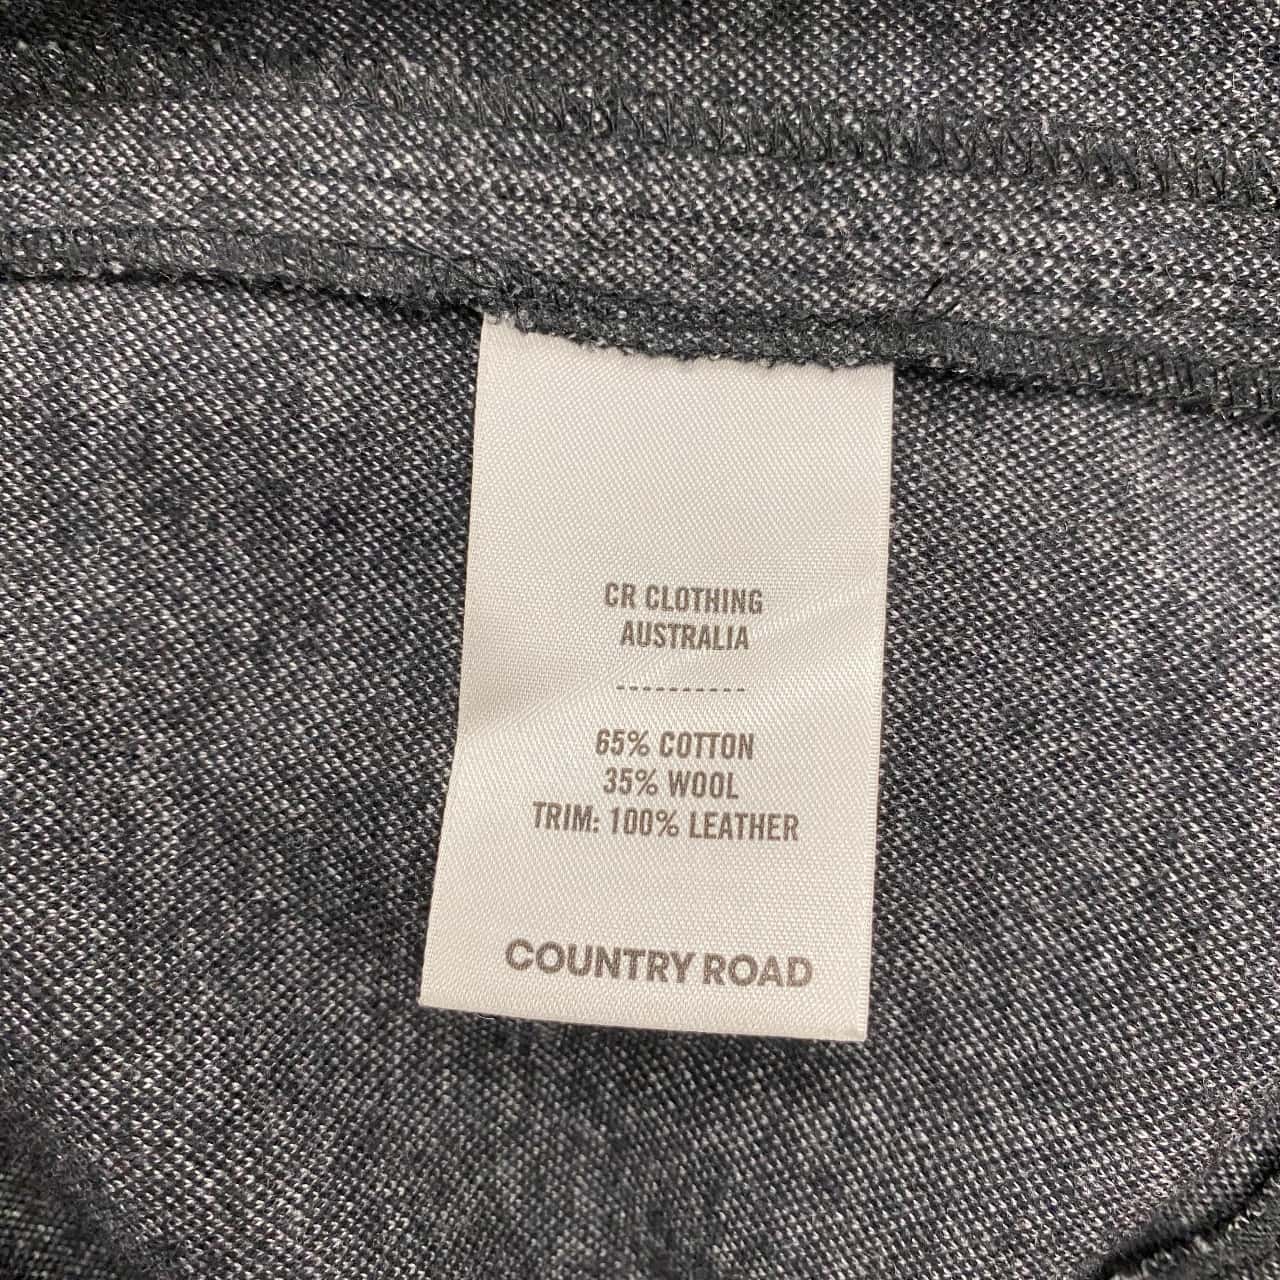 CR CLOTHING
AUSTRALIA
----------
65% COTTON
35% WOOL
TRIM: 100% LEATHER
COUNTRY ROAD